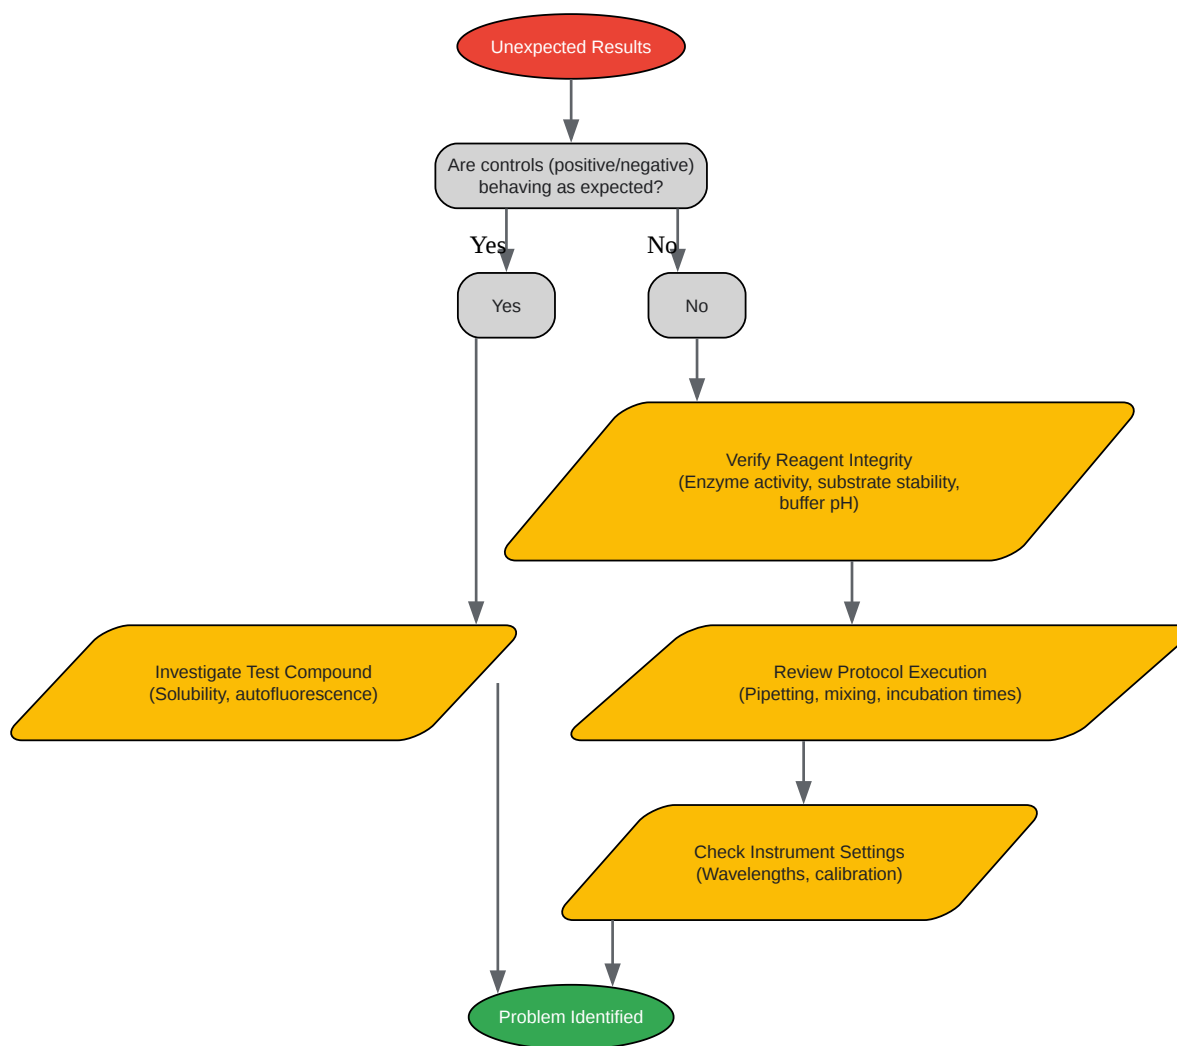 Unexpected Results
Are controls (positive/negative)
behaving as expected?
Yes
No
Yes
No
Verify Reagent Integrity
(Enzyme activity, substrate stability,
buffer pH)
Investigate Test Compound
(Solubility, autofluorescence)
Review Protocol Execution
(Pipetting, mixing, incubation times)
Check Instrument Settings
(Wavelengths, calibration)
Problem Identified